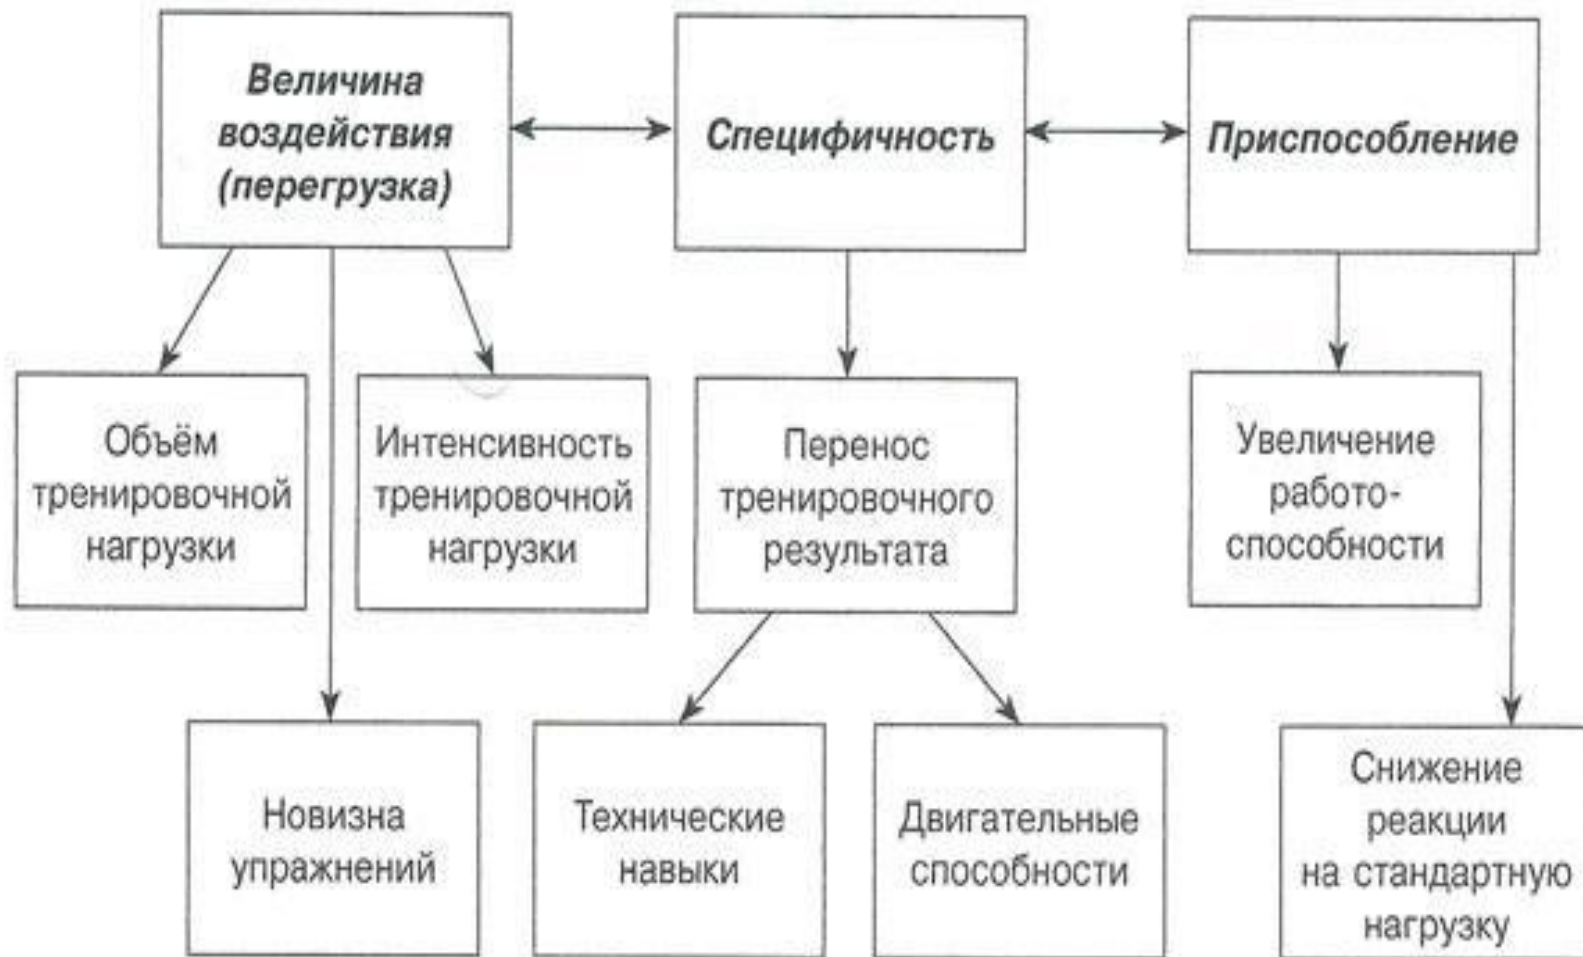 Величина
воздействия
(перегрузка)
Специфичность
Приспособление
Объём
тренировочной
нагрузки
Интенсивность
тренировочной
нагрузки
Перенос
тренировочного
результата
Увеличение
работо-
способности
Новизна
упражнений
Технические
навыки
Двигательные
способности
Снижение
реакции
на стандартную
нагрузку